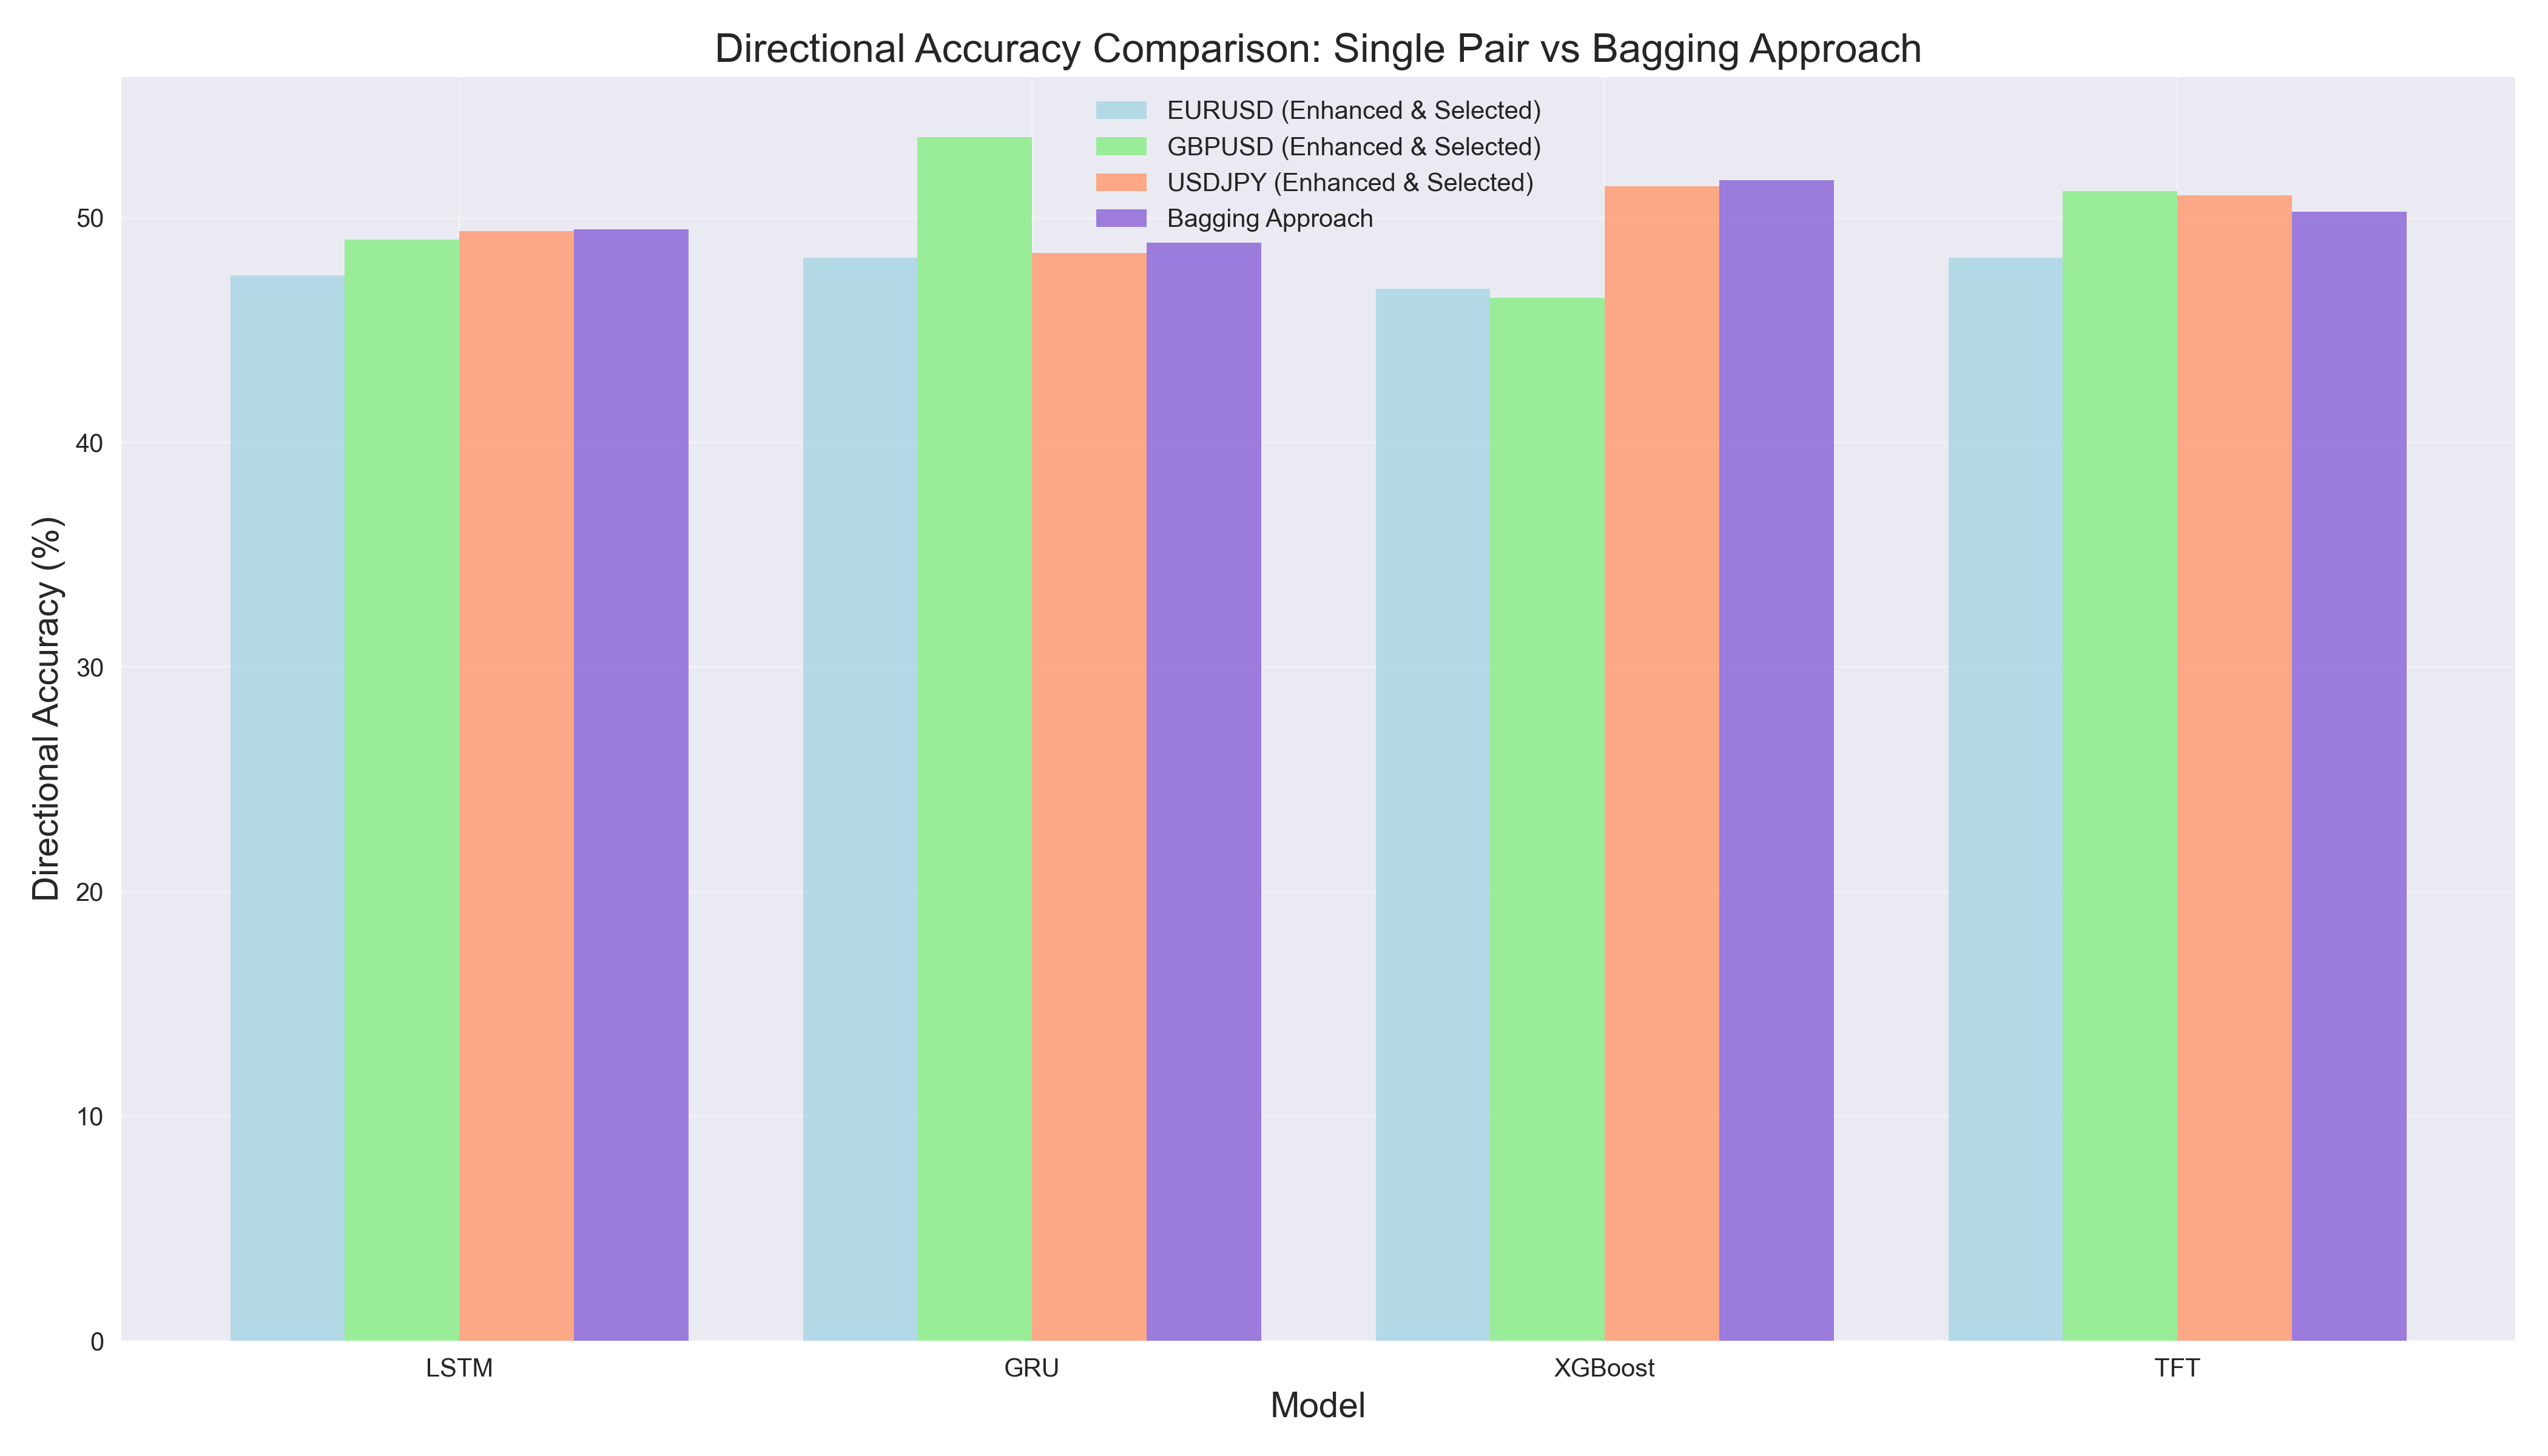 Directional Accuracy Comparison: Single Pair vs Bagging Approach
EURUSD (Enhanced & Selected)
GBPUSD (Enhanced & Selected)
USDJPY (Enhanced & Selected)
Bagging Approach
Directional Accuracy (%)
50
40
30
20
10
0
LSTM GRU XGBoost TFT
Model